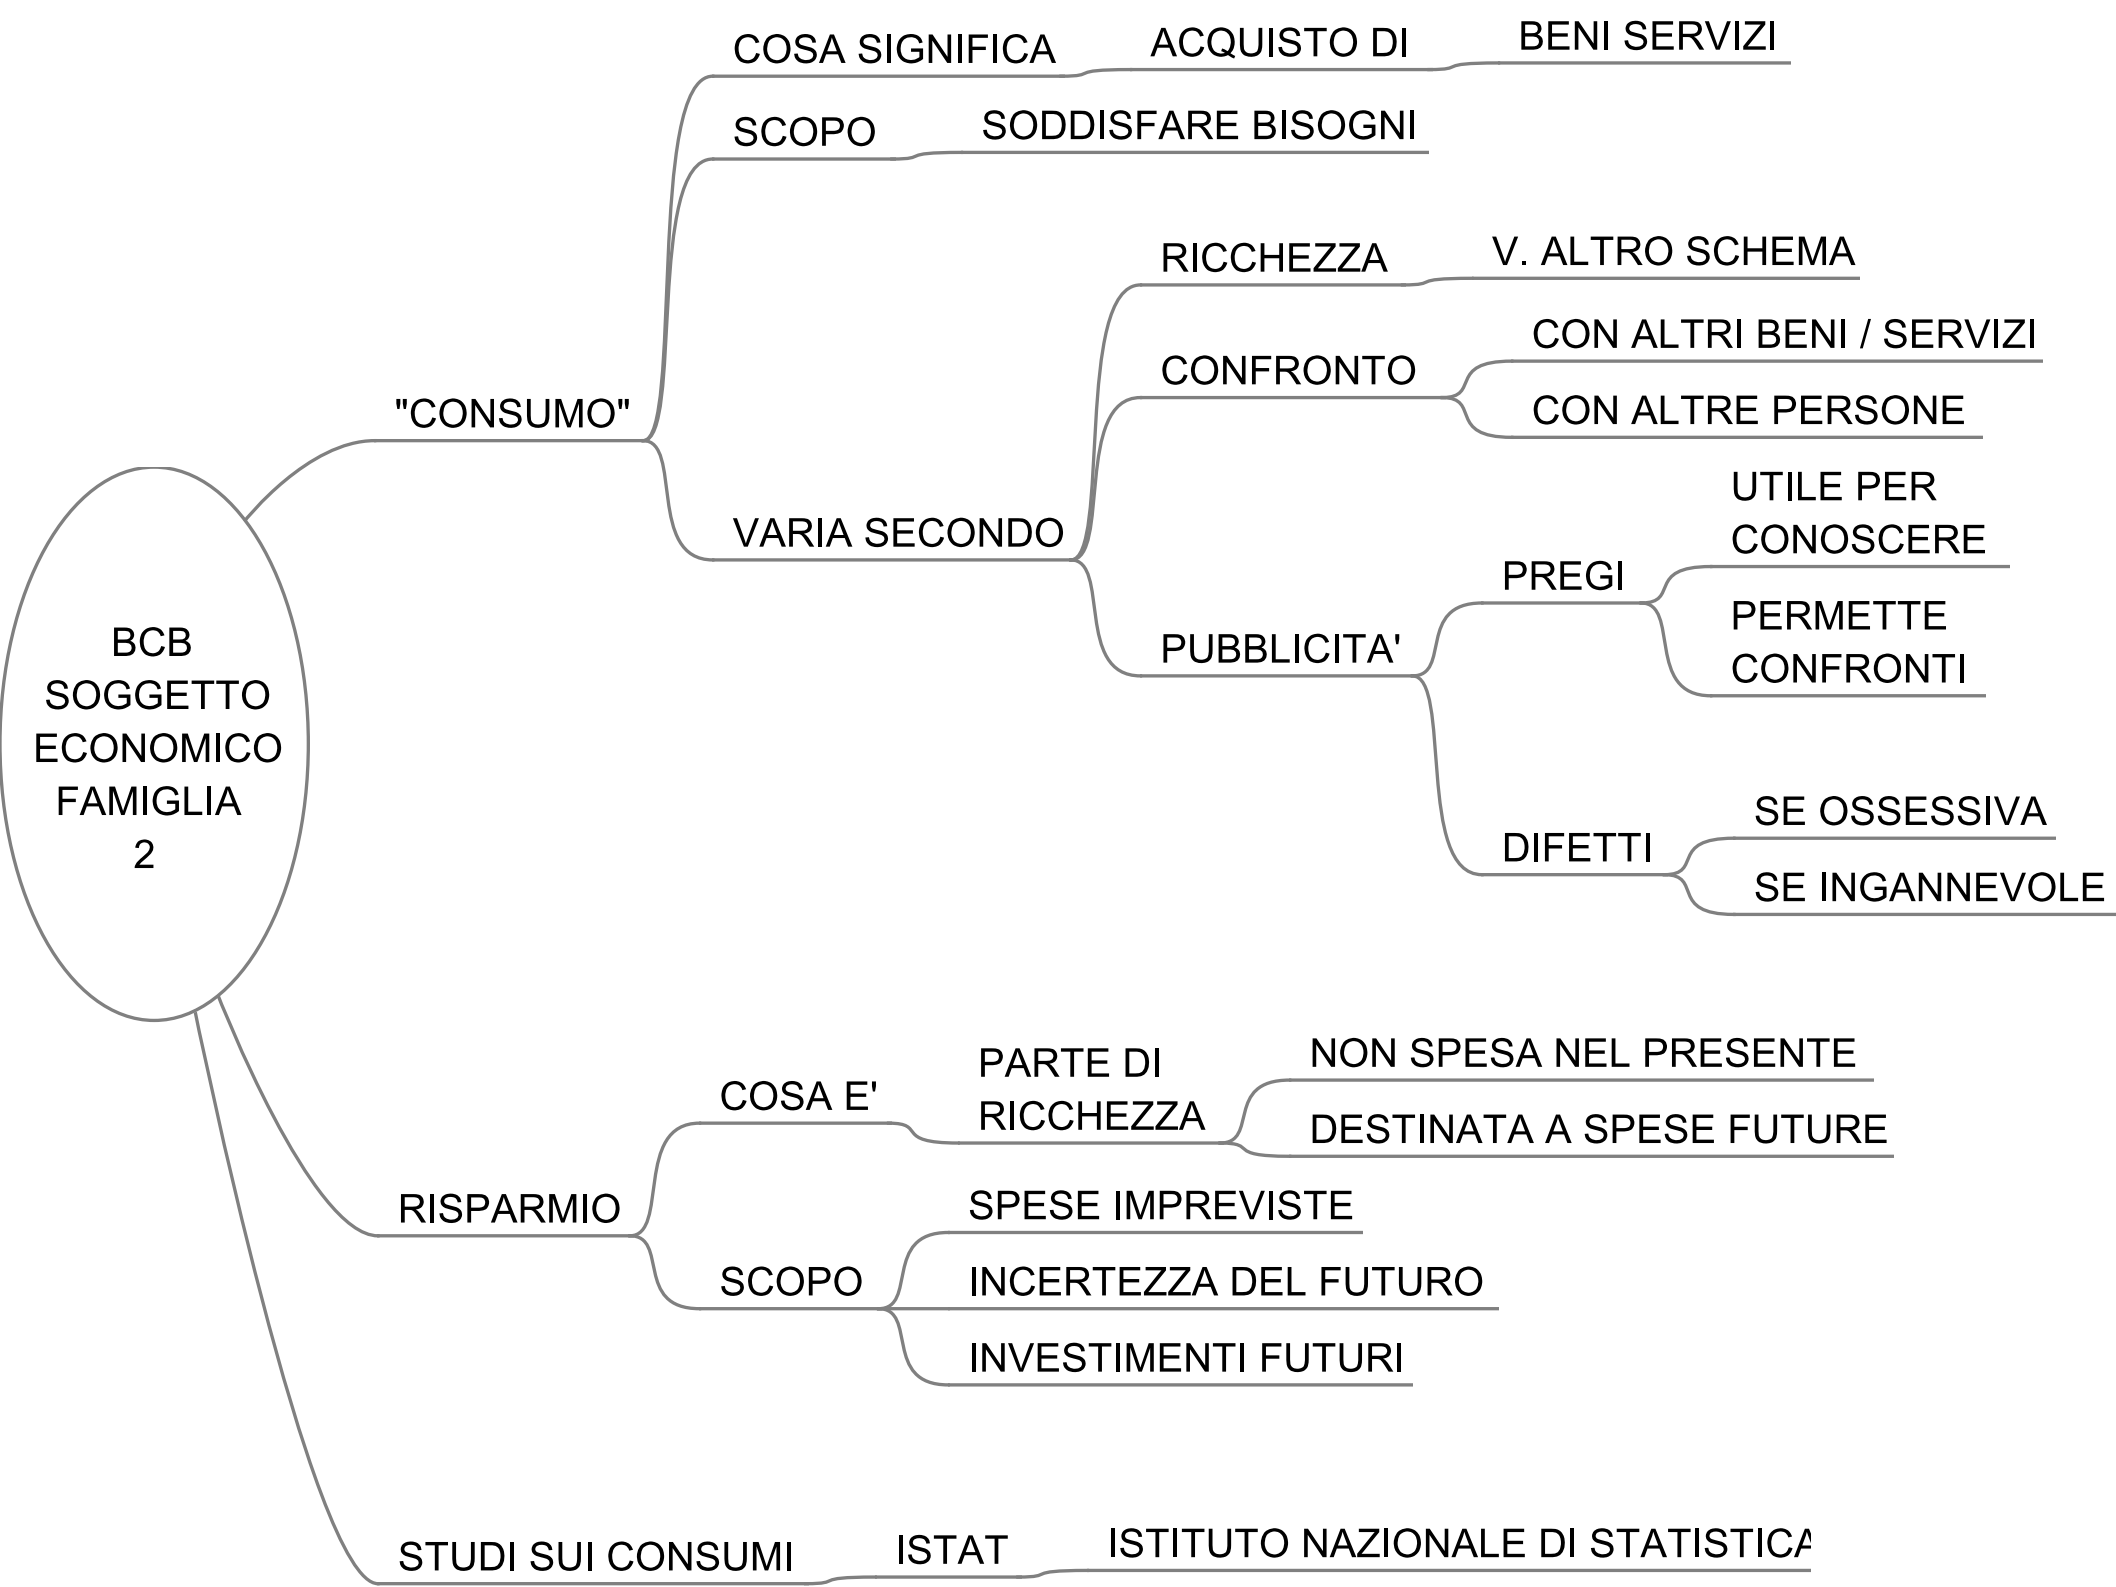 BCB
SOGGETTO
ECONOMICO
FAMIGLIA
2
"CONSUMO"
COSA SIGNIFICA
ACQUISTO DI
BENI SERVIZI
SCOPO
SODDISFARE BISOGNI
VARIA SECONDO
RICCHEZZA
V. ALTRO SCHEMA
CONFRONTO
CON ALTRI BENI / SERVIZI
CON ALTRE PERSONE
PUBBLICITA'
PREGI
UTILE PER
CONOSCERE
PERMETTE
CONFRONTI
DIFETTI
SE OSSESSIVA
SE INGANNEVOLE
RISPARMIO
COSA E'
PARTE DI
RICCHEZZA
NON SPESA NEL PRESENTE
DESTINATA A SPESE FUTURE
SCOPO
SPESE IMPREVISTE
INCERTEZZA DEL FUTURO
INVESTIMENTI FUTURI
STUDI SUI CONSUMI
ISTAT
ISTITUTO NAZIONALE DI STATISTICA